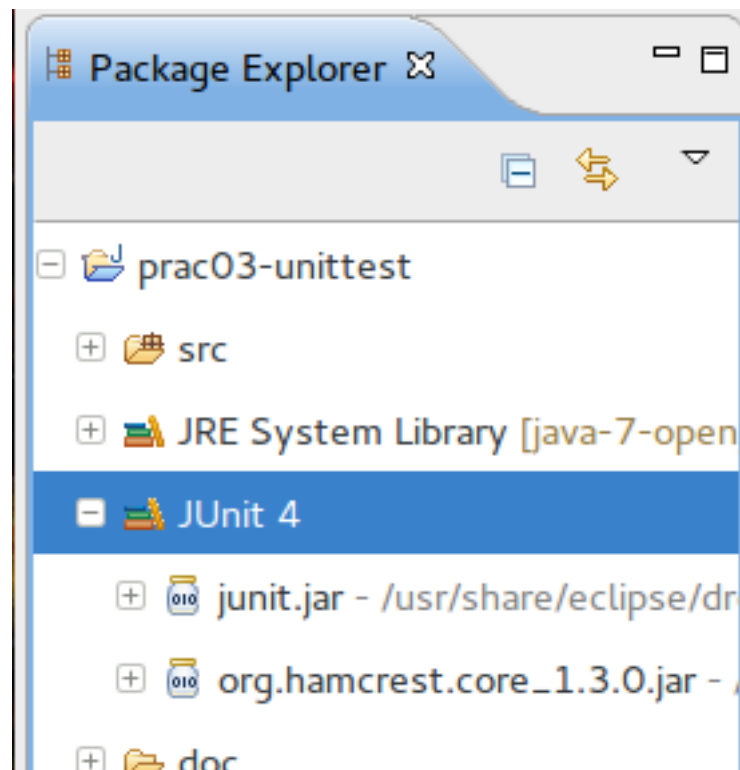 Package Explorer
prac03-unittest
src
JRE System Library [java-7-open
JUnit 4
junit.jar - /usr/share/eclipse/dr
org.hamcrest.core_1.3.0.jar - /
doc